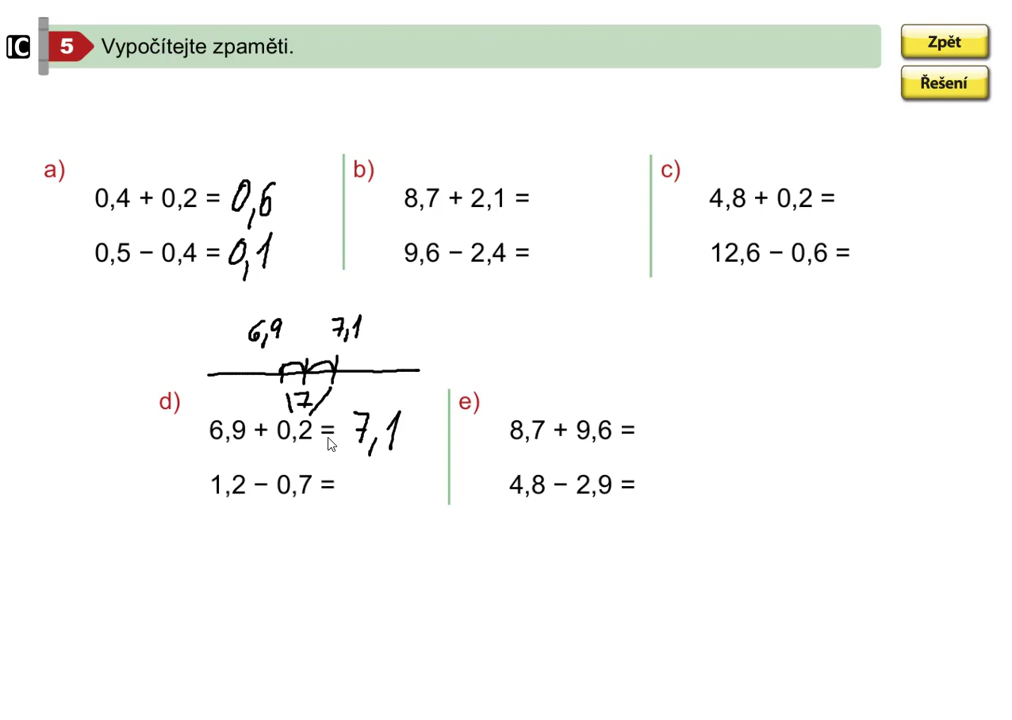 IC 5 Vypočítejte zpaměti.
Zpět
Řešení
a)
0,4 + 0,2 = 0,6
0,5 − 0,4 = 0,1
b)
8,7 + 2,1 =
9,6 − 2,4 =
c)
4,8 + 0,2 =
12,6 − 0,6 =
6,9 7,1
d)
6,9 + 0,2 = 7,1
1,2 − 0,7 =
e)
8,7 + 9,6 =
4,8 − 2,9 =